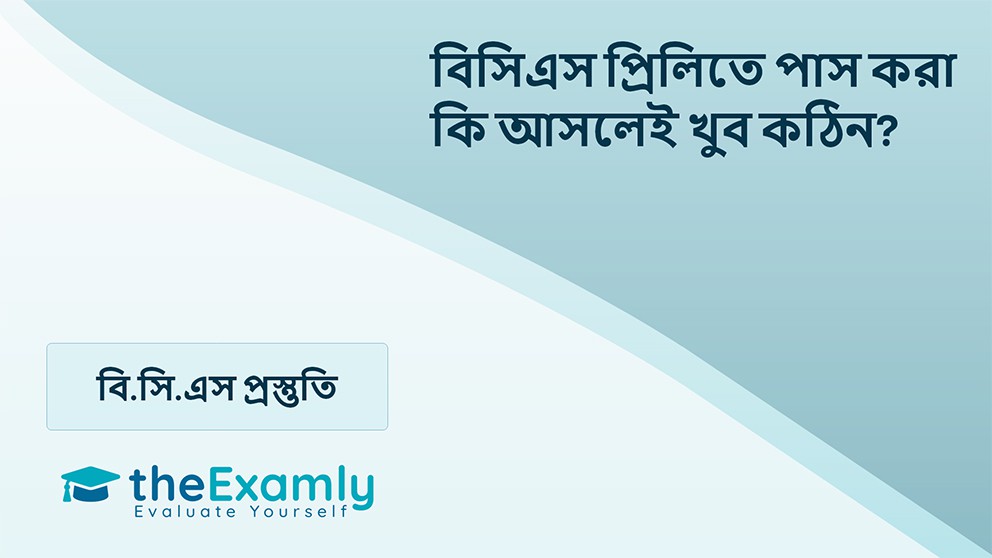 বিসিএস প্রিলিতে পাস করা
কি আসলেই খুব কঠিন?
বি.সি.এস প্রস্তুতি
theExamly
Evaluate Yourself